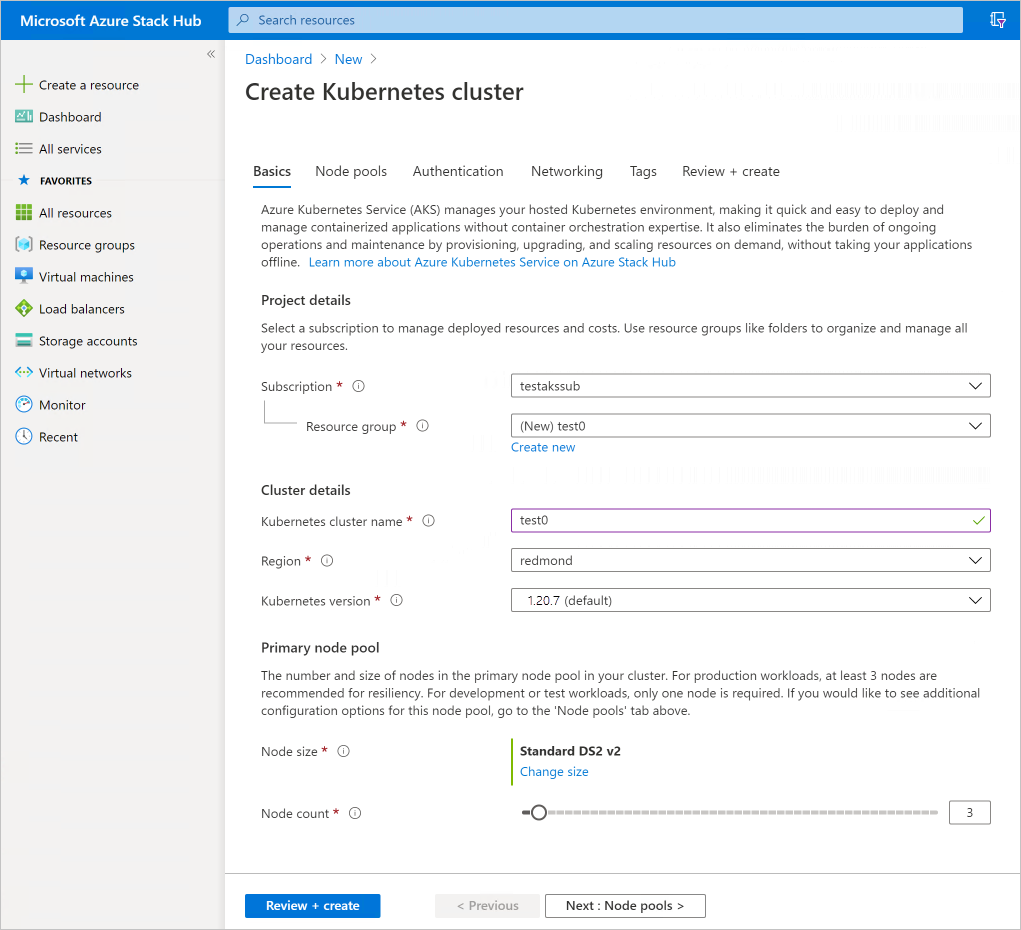 Microsoft Azure Stack Hub
Search resources
«
Create a resource
Dashboard
All services
FAVORITES
All resources
Resource groups
Virtual machines
Load balancers
Storage accounts
Virtual networks
Monitor
Recent
Dashboard > New >
Create Kubernetes cluster
Basics Node pools Authentication Networking Tags Review + create
Azure Kubernetes Service (AKS) manages your hosted Kubernetes environment, making it quick and easy to deploy and
manage containerized applications without container orchestration expertise. It also eliminates the burden of ongoing
operations and maintenance by provisioning, upgrading, and scaling resources on demand, without taking your applications
offline. Learn more about Azure Kubernetes Service on Azure Stack Hub
Project details
Select a subscription to manage deployed resources and costs. Use resource groups like folders to organize and manage all
your resources.
Subscription * testakssub
Resource group * (New) test0
Create new
Cluster details
Kubernetes cluster name * test0
Region * redmond
Kubernetes version * 1.20.7 (default)
Primary node pool
The number and size of nodes in the primary node pool in your cluster. For production workloads, at least 3 nodes are
recommended for resiliency. For development or test workloads, only one node is required. If you would like to see additional
configuration options for this node pool, go to the 'Node pools' tab above.
Node size * Standard DS2 v2
Change size
Node count * 3
Review + create < Previous Next : Node pools >